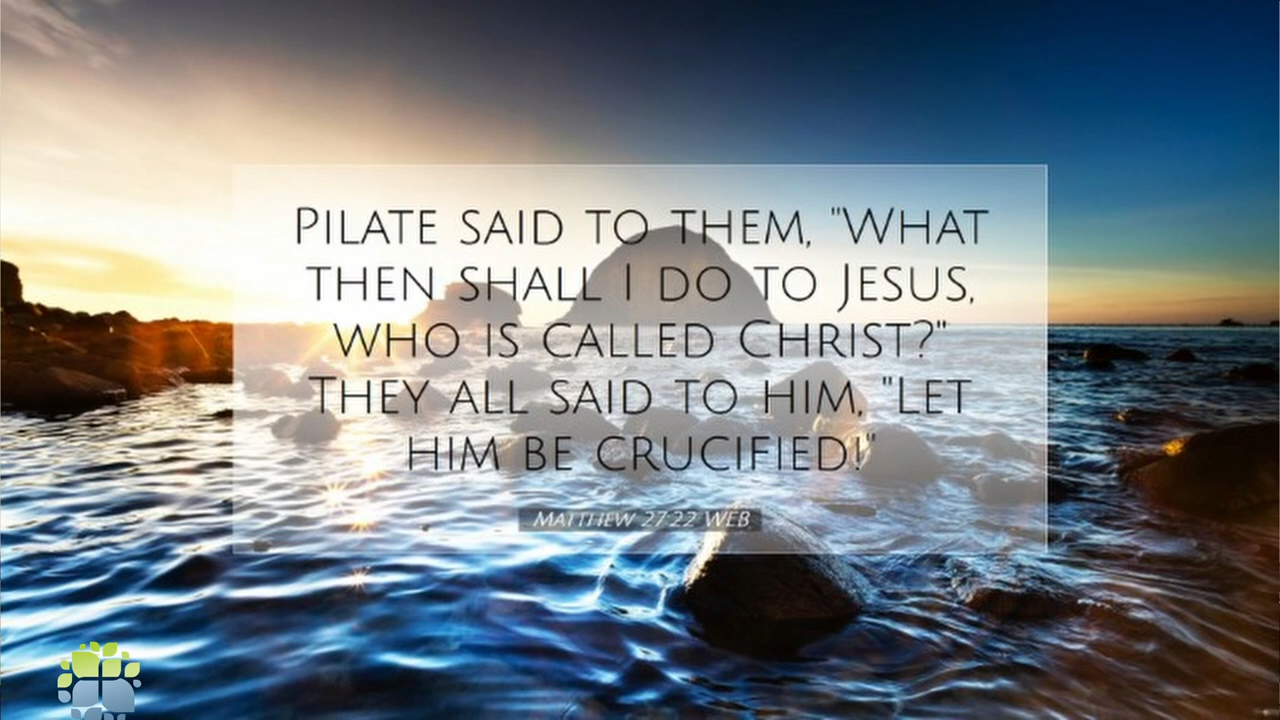 Pilate said to them, "What
then shall I do to Jesus,
who is called Christ?"
They all said to him, "Let
him be crucified!"
Matthew 27:22 WEB